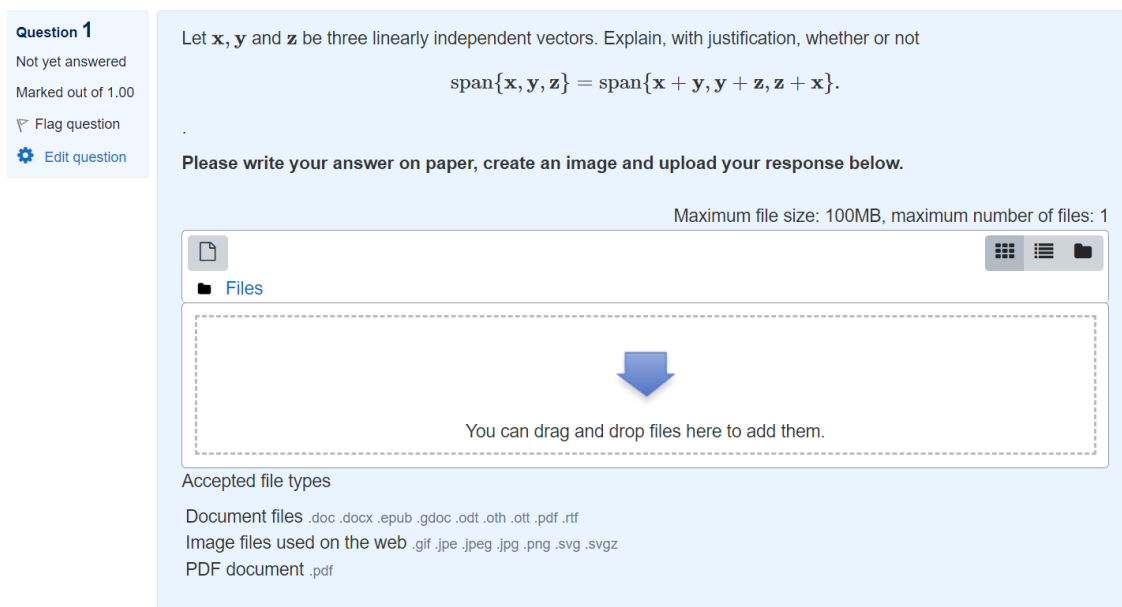 Question 1
Not yet answered
Marked out of 1.00
Flag question
Edit question
Let x, y and z be three linearly independent vectors. Explain, with justification, whether or not
span{x, y, z} = span{x + y, y + z, z + x}.
.
Please write your answer on paper, create an image and upload your response below.
Maximum file size: 100MB, maximum number of files: 1
Files
You can drag and drop files here to add them.
Accepted file types
Document files .doc .docx .epub .gdoc .odt .oth .ott .pdf .rtf
Image files used on the web .gif .jpe .jpeg .jpg .png .svg .svgz
PDF document .pdf